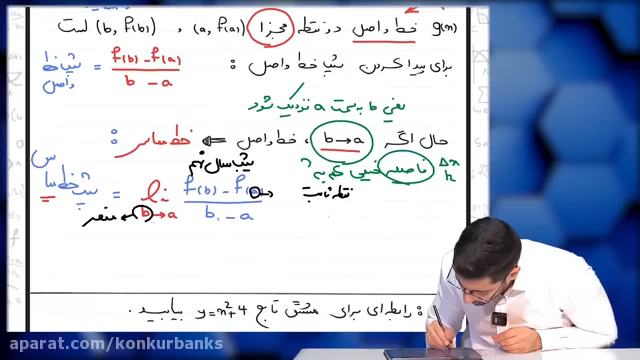 g(x) خط واصل دو نقطه مجزا (a, f(a)) , (b, f(b)) است
برای پیدا کردن شیب خط واصل : شیب خط واصل = f(b) - f(a) / b - a
یعنی b به سمت a نزدیک شود
حال اگر b → a ، خط واصل ⇐ خط مماس :
فاصله خیلی کم به ؟ Δx h
شیب خط مماس = lim b→a f(b) - f(a) / b - a
نقطه ثابت
متغیر
: رابطه‌ای برای مشتق تابع y=x²+4 بیابید .
aparat.com/konkurbanks